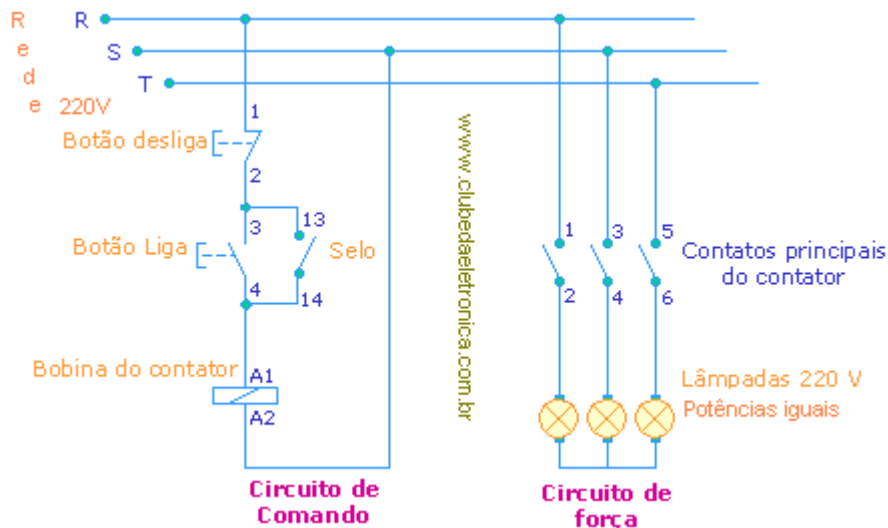 R
e
d
e 220V
R
S
T
1
Botão desliga
2
3
13
Botão Liga
Selo
4
14
Bobina do contator
A1
A2
Circuito de
Comando
www.clubedaeletronica.com.br
1
3
5
Contatos principais
do contator
2
4
6
Lâmpadas 220 V
Potências iguais
Circuito de
forca